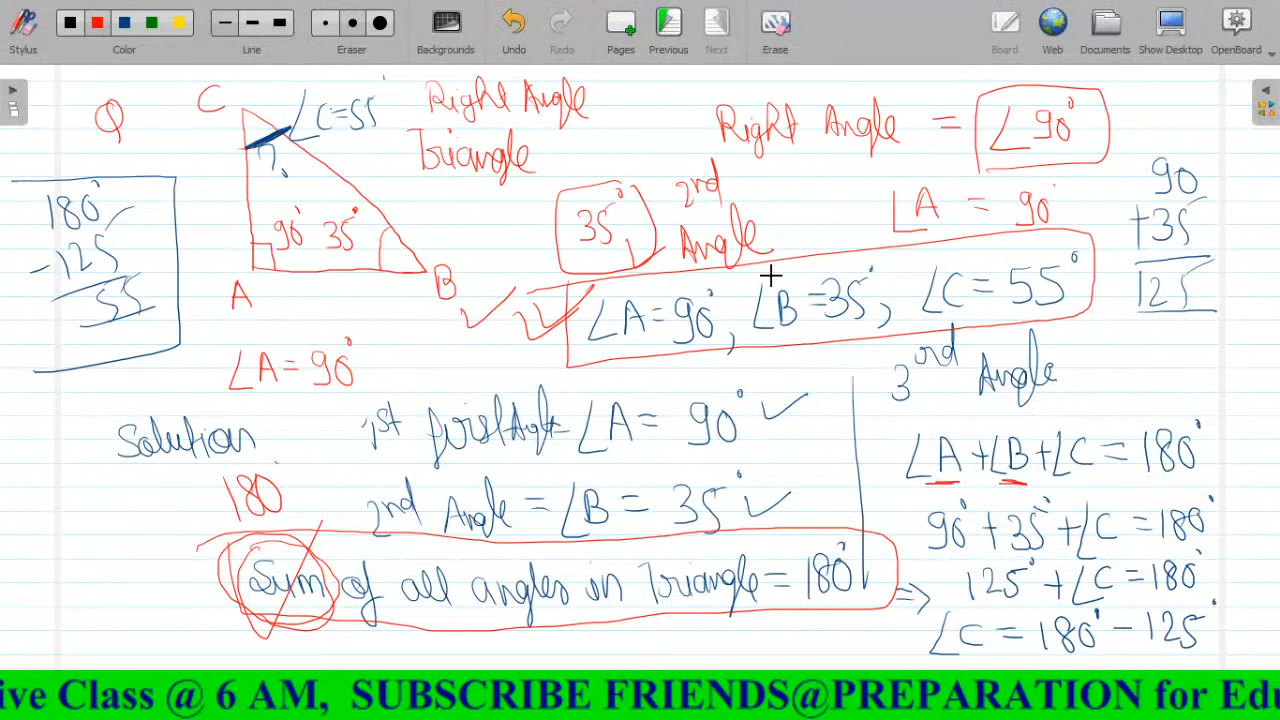 Stylus
Color
Line
Eraser
Backgrounds
Undo
Redo
Pages
Previous
Next
Erase
Board
Web
Documents
Show Desktop
OpenBoard
Q
C
∠C=55°
Right Angle
Triangle
?
90° 35°
A
B
∠A=90°
180°
-125
55
Right Angle = ∠90°
35°
2nd
Angle
∠A = 90°
90
+35
125
∠A=90°, ∠B=35°, ∠C=55°
Solution
1st first Angle=∠A= 90°
2nd Angle = ∠B= 35°
180°
Sum of all angles in Triangle=180°
3rd Angle
∠A+∠B+∠C=180°
90°+35°+∠C=180°
⇒ 125°+∠C=180°
∠C=180°-125°
ive Class @ 6 AM, SUBSCRIBE FRIENDS@PREPARATION for Edu